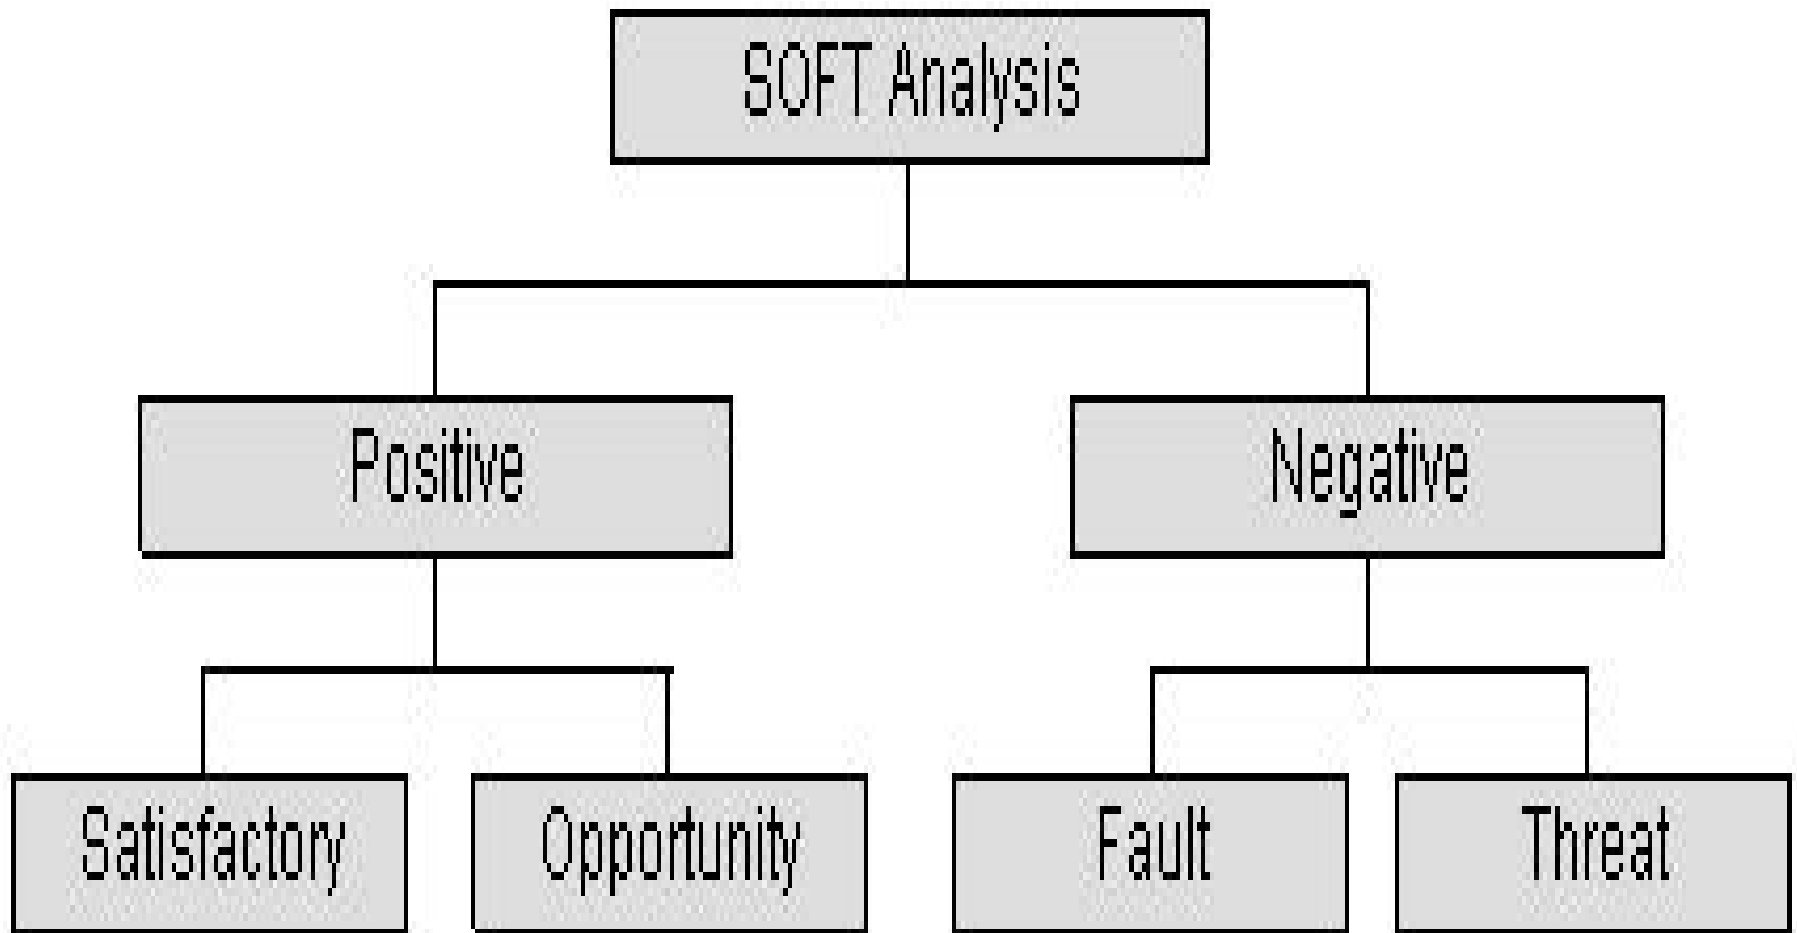 SOFT Analysis
Positive
Negative
Satisfactory
Opportunity
Fault
Threat